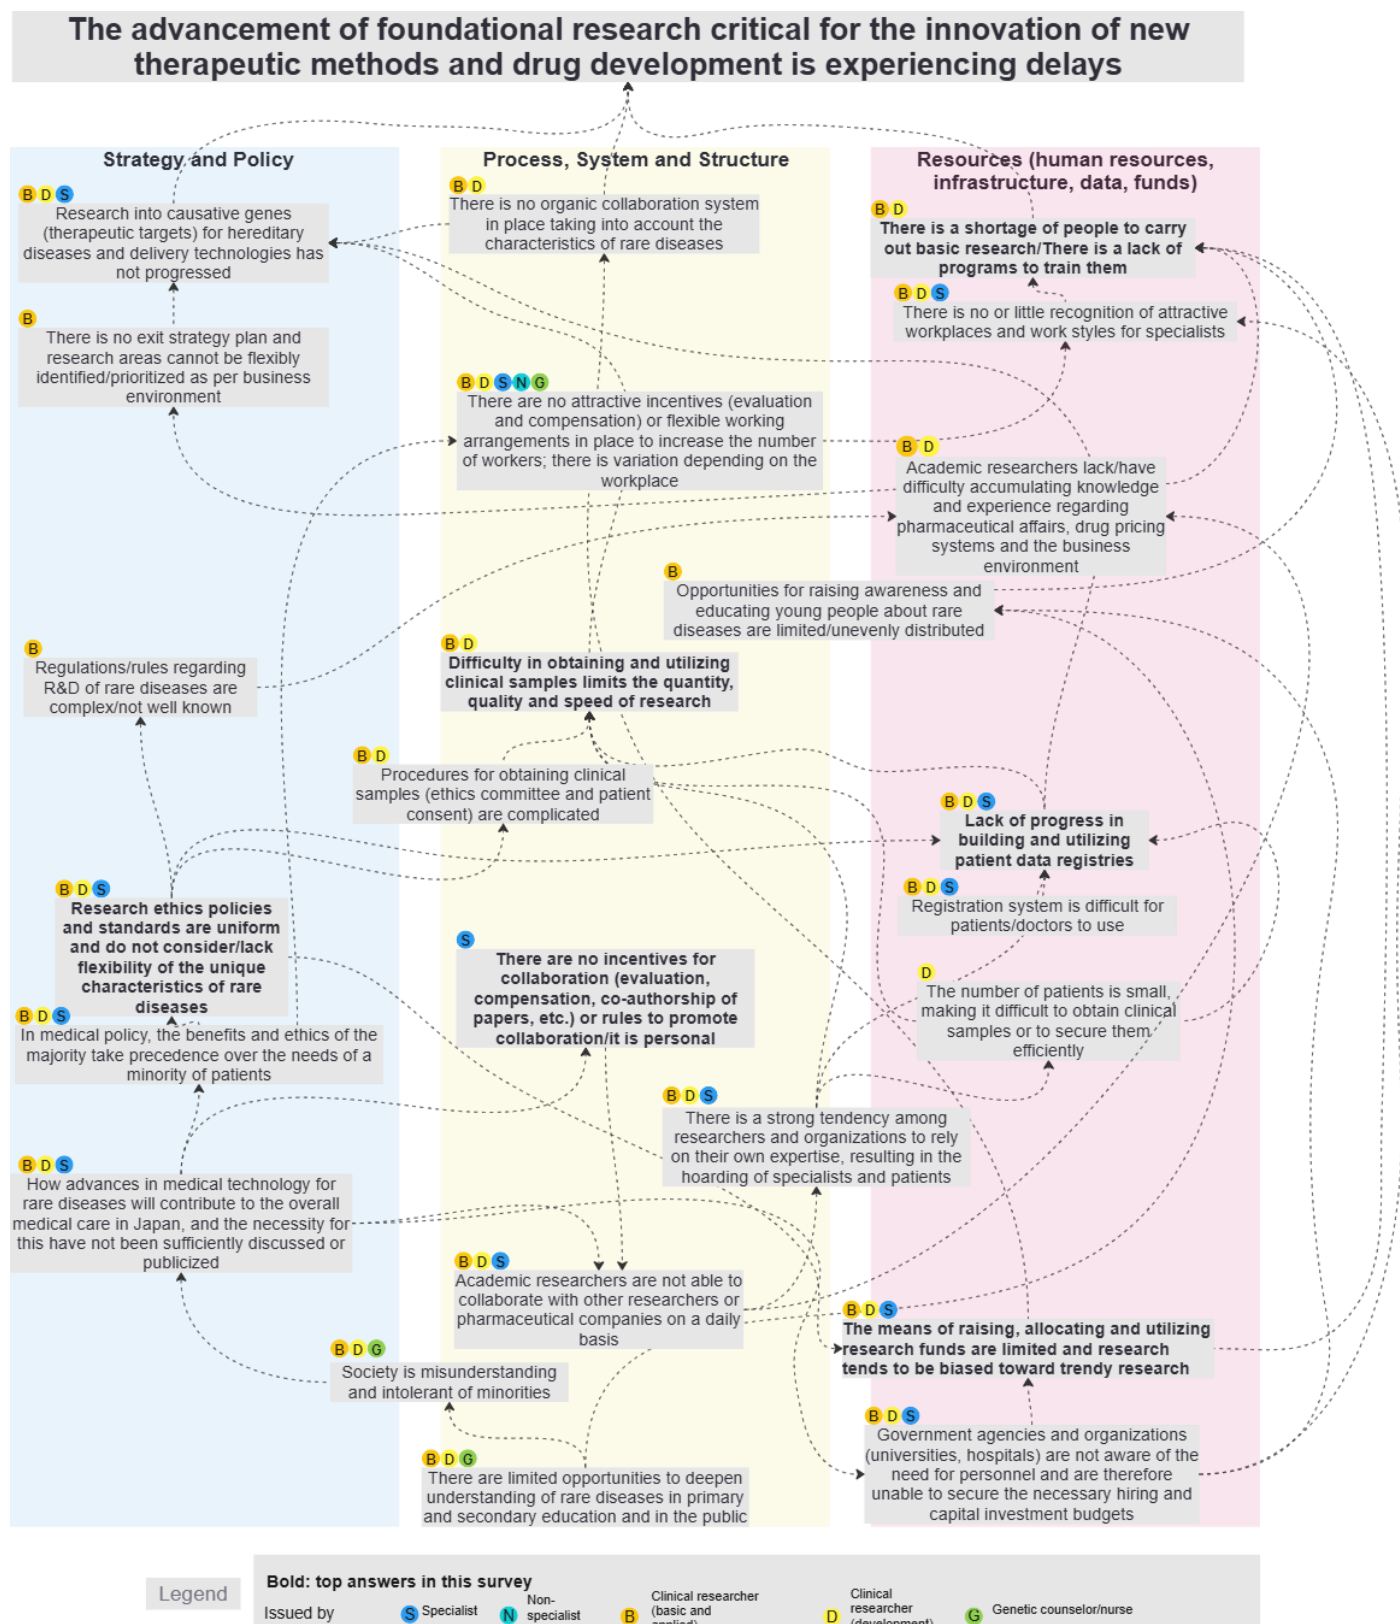 The advancement of foundational research critical for the innovation of new
therapeutic methods and drug development is experiencing delays
Strategy and Policy
B D S
Research into causative genes
(therapeutic targets) for hereditary
diseases and delivery technologies has
not progressed
B
There is no exit strategy plan and
research areas cannot be flexibly
identified/prioritized as per business
environment
B
Regulations/rules regarding
R&D of rare diseases are
complex/not well known
B D S
Research ethics policies
and standards are uniform
and do not consider/lack
flexibility of the unique
characteristics of rare
diseases
B D S
In medical policy, the benefits and ethics of the
majority take precedence over the needs of a
minority of patients
B D S
How advances in medical technology for
rare diseases will contribute to the overall
medical care in Japan, and the necessity for
this have not been sufficiently discussed or
publicized
Process, System and Structure
B D
There is no organic collaboration system
in place taking into account the
characteristics of rare diseases
B D S N G
There are no attractive incentives (evaluation
and compensation) or flexible working
arrangements in place to increase the number
of workers; there is variation depending on the
workplace
B
Opportunities for raising awareness and
educating young people about rare
diseases are limited/unevenly distributed
B D
Difficulty in obtaining and utilizing
clinical samples limits the quantity,
quality and speed of research
B D
Procedures for obtaining clinical
samples (ethics committee and patient
consent) are complicated
S
There are no incentives for
collaboration (evaluation,
compensation, co-authorship of
papers, etc.) or rules to promote
collaboration/it is personal
B D S
There is a strong tendency among
researchers and organizations to rely
on their own expertise, resulting in the
hoarding of specialists and patients
B D S
Academic researchers are not able to
collaborate with other researchers or
pharmaceutical companies on a daily
basis
B D G
Society is misunderstanding
and intolerant of minorities
B D G
There are limited opportunities to deepen
understanding of rare diseases in primary
and secondary education and in the public
Resources (human resources,
infrastructure, data, funds)
B D
There is a shortage of people to carry
out basic research/There is a lack of
programs to train them
B D S
There is no or little recognition of attractive
workplaces and work styles for specialists
B D
Academic researchers lack/have
difficulty accumulating knowledge
and experience regarding
pharmaceutical affairs, drug pricing
systems and the business
environment
B D S
Lack of progress in
building and utilizing
patient data registries
B D S
Registration system is difficult for
patients/doctors to use
D
The number of patients is small,
making it difficult to obtain clinical
samples or to secure them
efficiently
B D S
The means of raising, allocating and utilizing
research funds are limited and research
tends to be biased toward trendy research
B D S
Government agencies and organizations
(universities, hospitals) are not aware of the
need for personnel and are therefore
unable to secure the necessary hiring and
capital investment budgets
Legend
Bold: top answers in this survey
Issued by
S Specialist
N Non-
specialist
B Clinical researcher
(basic and
applied)
D Clinical
researcher
(development)
G Genetic counselor/nurse